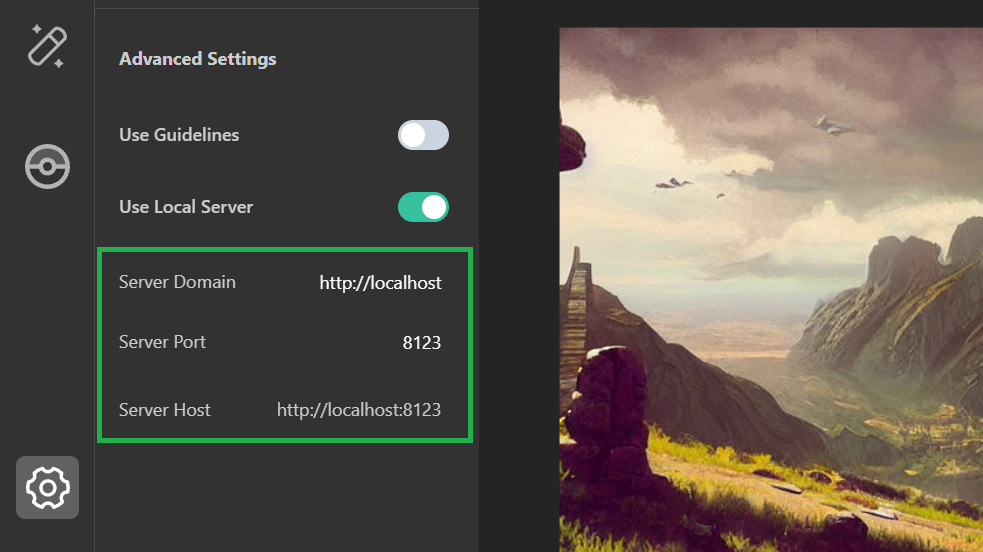 Advanced Settings
Use Guidelines
Use Local Server
Server Domain http://localhost
Server Port 8123
Server Host http://localhost:8123